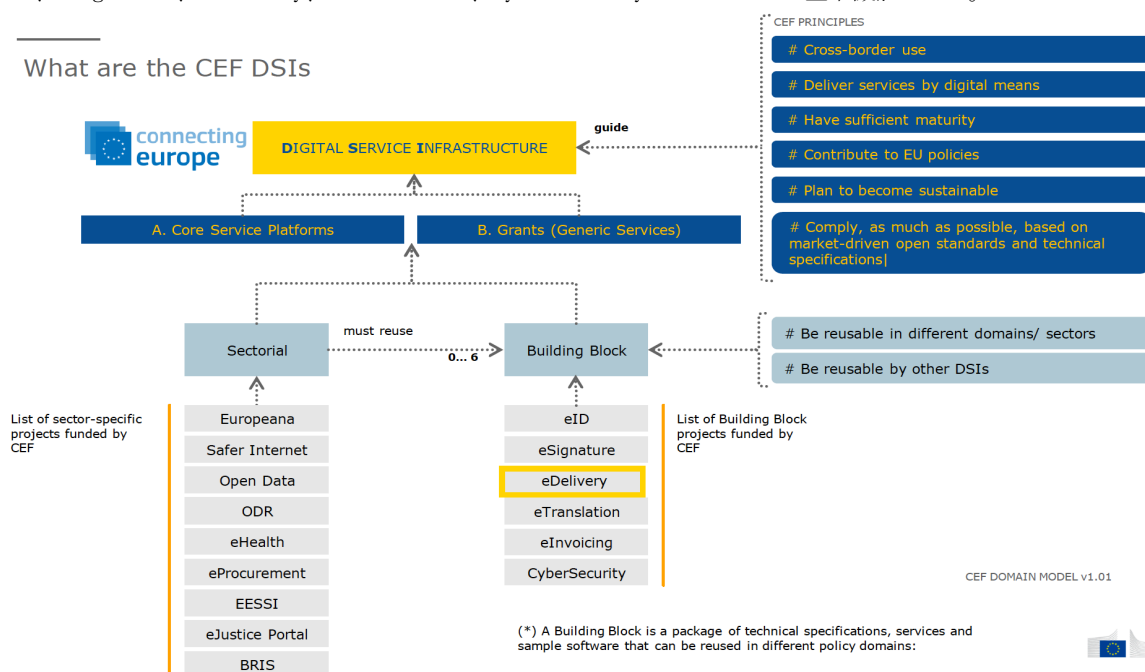 What are the CEF DSIs
connecting
europe
DIGITAL SERVICE INFRASTRUCTURE
guide
CEF PRINCIPLES
# Cross-border use
# Deliver services by digital means
# Have sufficient maturity
# Contribute to EU policies
# Plan to become sustainable
# Comply, as much as possible, based on
market-driven open standards and technical
specifications|
A. Core Service Platforms
B. Grants (Generic Services)
Sectorial
must reuse
0... 6
Building Block
# Be reusable in different domains/ sectors
# Be reusable by other DSIs
List of sector-specific
projects funded by
CEF
Europeana
Safer Internet
Open Data
ODR
eHealth
eProcurement
EESSI
eJustice Portal
BRIS
eID
eSignature
eDelivery
eTranslation
eInvoicing
CyberSecurity
List of Building Block
projects funded by
CEF
CEF DOMAIN MODEL v1.01
(*) A Building Block is a package of technical specifications, services and
sample software that can be reused in different policy domains: